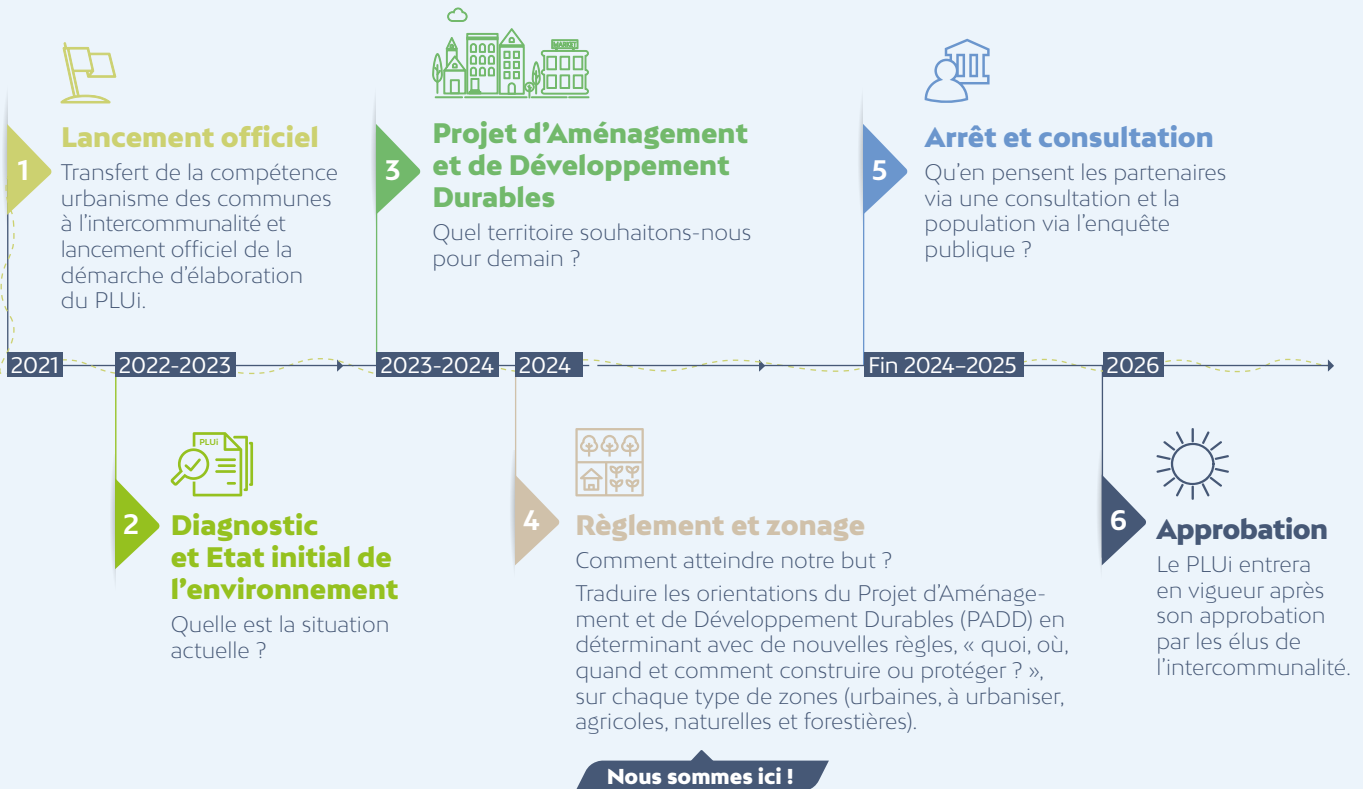 1
Lancement officiel
Transfert de la compétence
urbanisme des communes
à l'intercommunalité et
lancement officiel de la
démarche d'élaboration
du PLUi.
MARKET
3
Projet d'Aménagement
et de Développement
Durables
Quel territoire souhaitons-nous
pour demain ?
5
Arrêt et consultation
Qu'en pensent les partenaires
via une consultation et la
population via l'enquête
publique ?
2021
2022-2023
2023-2024
2024
Fin 2024–2025
2026
PLUi
2
Diagnostic
et Etat initial de
l'environnement
Quelle est la situation
actuelle ?
4
Règlement et zonage
Comment atteindre notre but ?
Traduire les orientations du Projet d'Aménage-
ment et de Développement Durables (PADD) en
déterminant avec de nouvelles règles, « quoi, où,
quand et comment construire ou protéger ? »,
sur chaque type de zones (urbaines, à urbaniser,
agricoles, naturelles et forestières).
Nous sommes ici !
6
Approbation
Le PLUi entrera
en vigueur après
son approbation
par les élus de
l'intercommunalité.